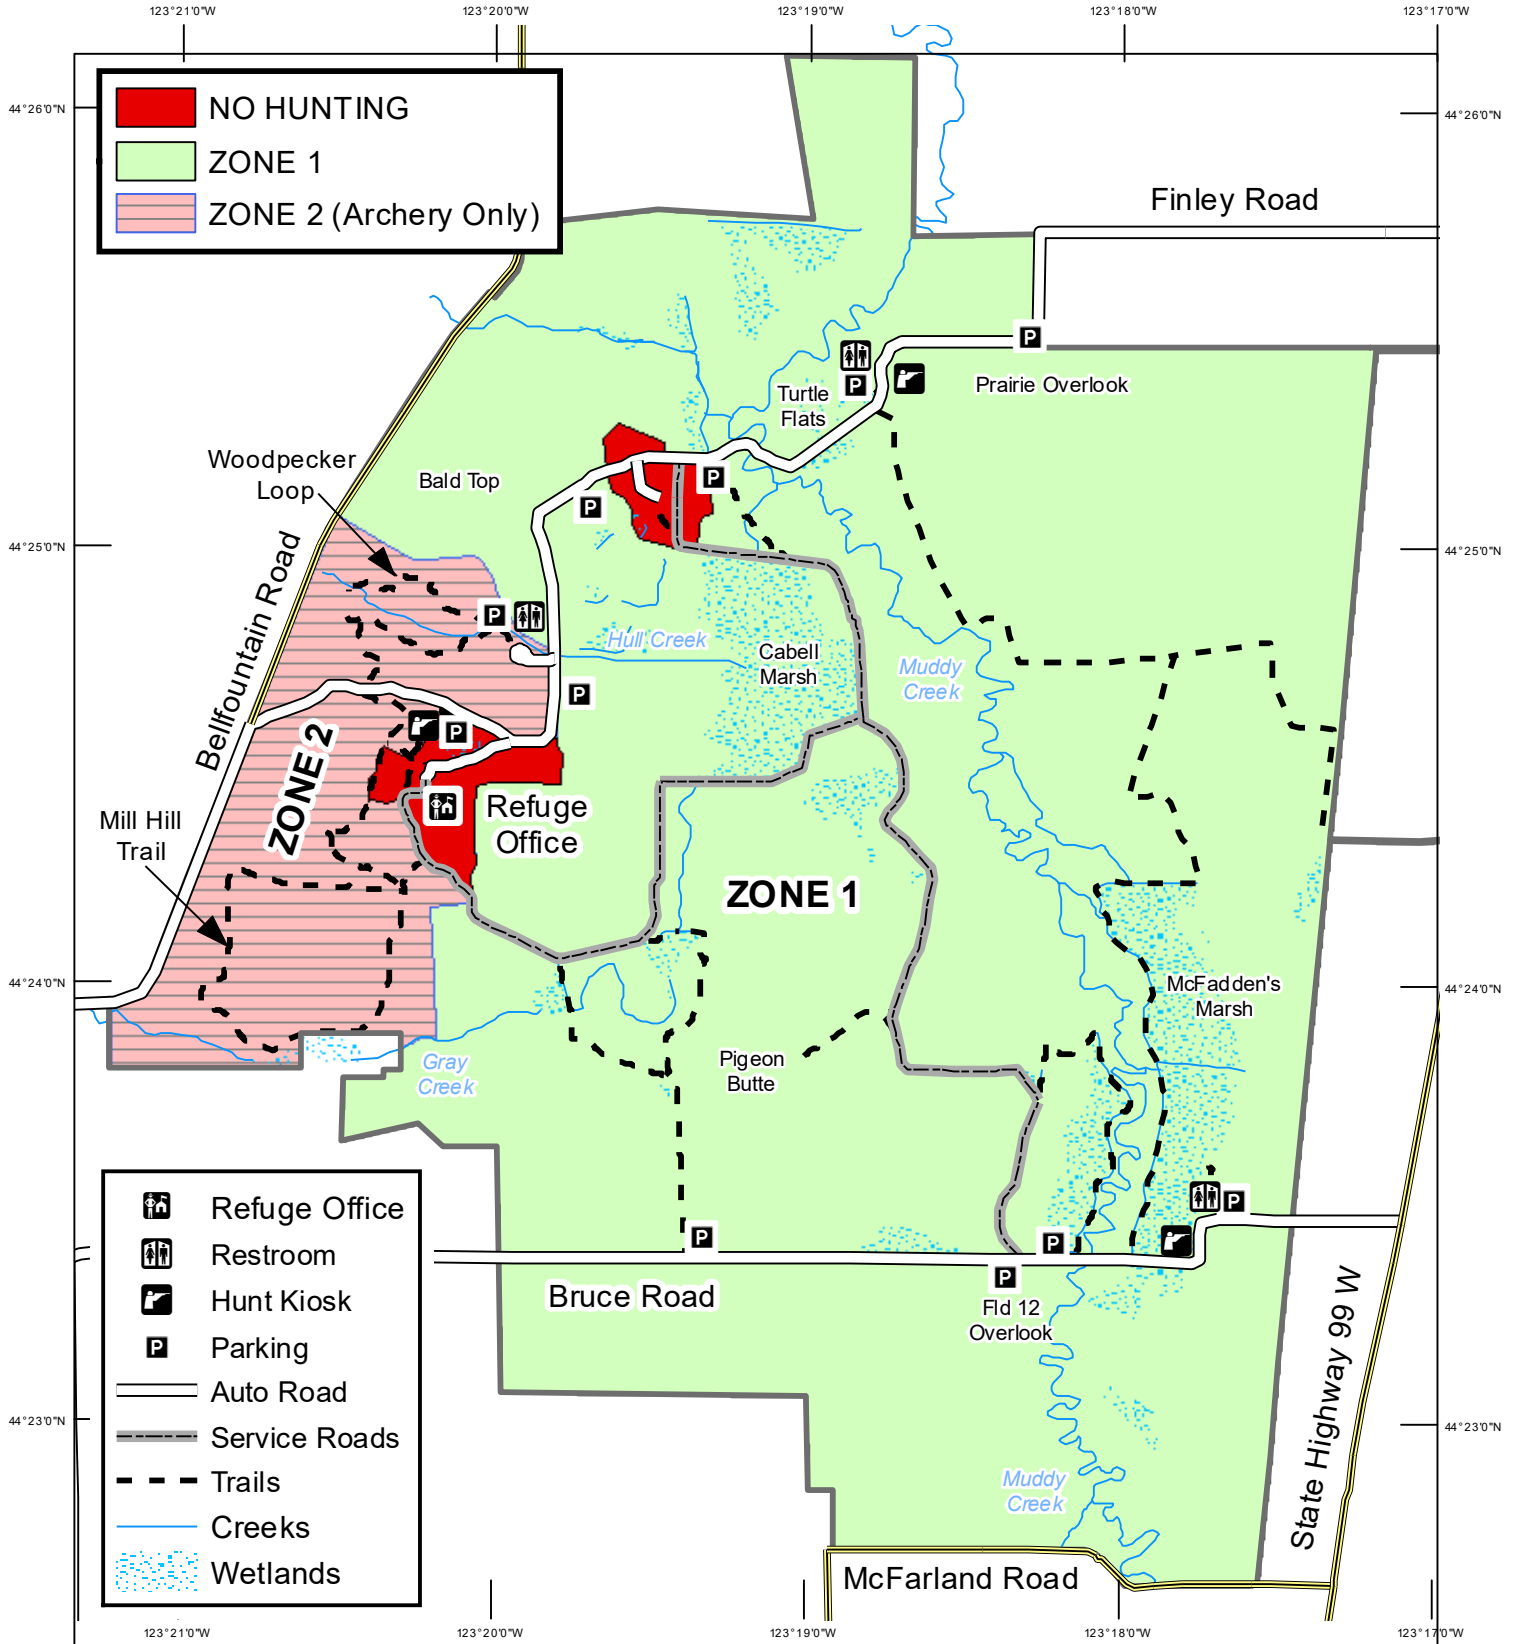 123°21'0"W
123°20'0"W
123°19'0"W
123°18'0"W
123°17'0"W
44°26'0"N
44°26'0"N
NO HUNTING
ZONE 1
ZONE 2 (Archery Only)
Finley Road
P
P
Turtle
Flats
Prairie Overlook
Woodpecker
Loop
Bald Top
P
P
44°25'0"N
44°25'0"N
Bellfountain Road
P
Hull Creek
Cabell
Marsh
Muddy
Creek
P
P
ZONE 2
Refuge
Office
Mill Hill
Trail
ZONE 1
44°24'0"N
44°24'0"N
McFadden's
Marsh
Gray
Creek
Pigeon
Butte
P
P
P
P
Bruce Road
Fld 12
Overlook
State Highway 99 W
Refuge Office
Restroom
Hunt Kiosk
P
Parking
Auto Road
Service Roads
Trails
Creeks
Wetlands
44°23'0"N
44°23'0"N
Muddy
Creek
McFarland Road
123°21'0"W
123°20'0"W
123°19'0"W
123°18'0"W
123°17'0"W